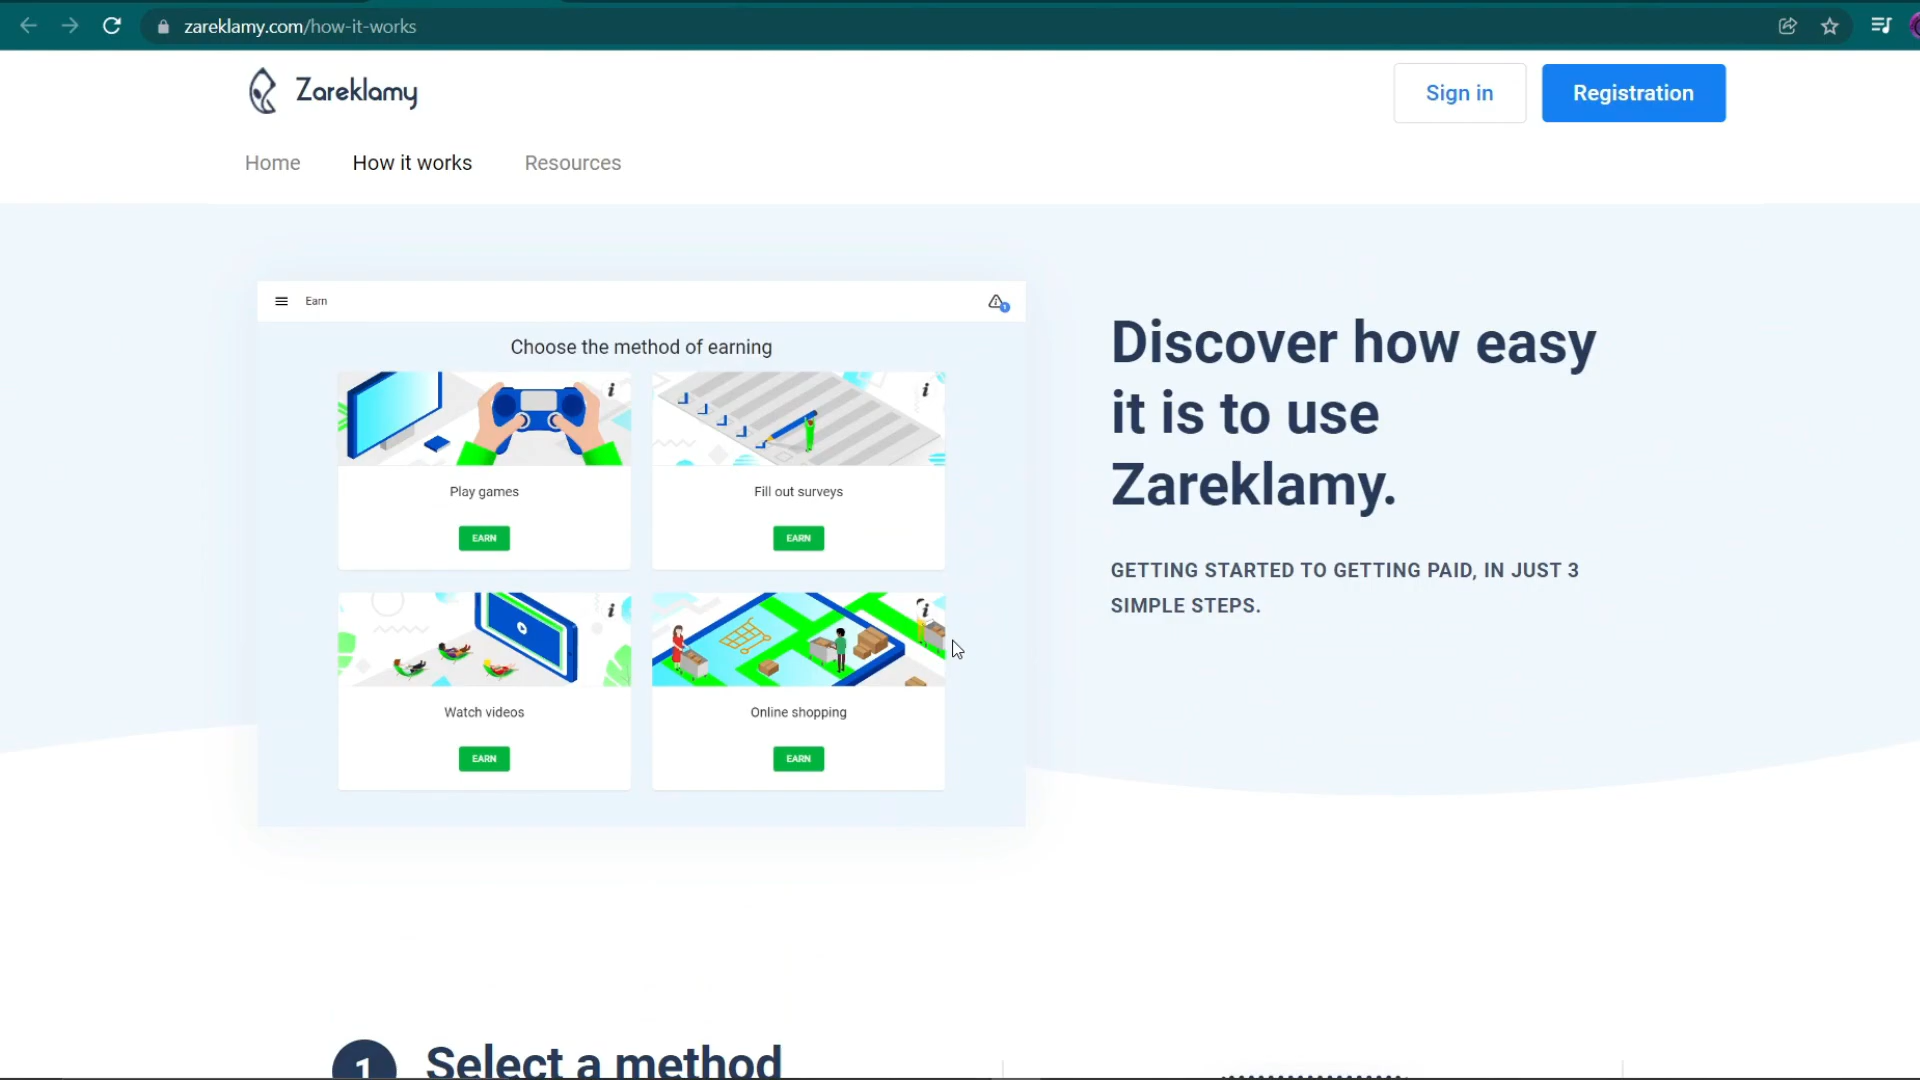 zareklamy.com/how-it-works
Zareklamy
Sign in
Registration
Home
How it works
Resources
Earn
Choose the method of earning
Play games
Fill out surveys
EARN
EARN
Watch videos
Online shopping
EARN
EARN
Discover how easy
it is to use
Zareklamy.
GETTING STARTED TO GETTING PAID, IN JUST 3
SIMPLE STEPS.
1
Select a method